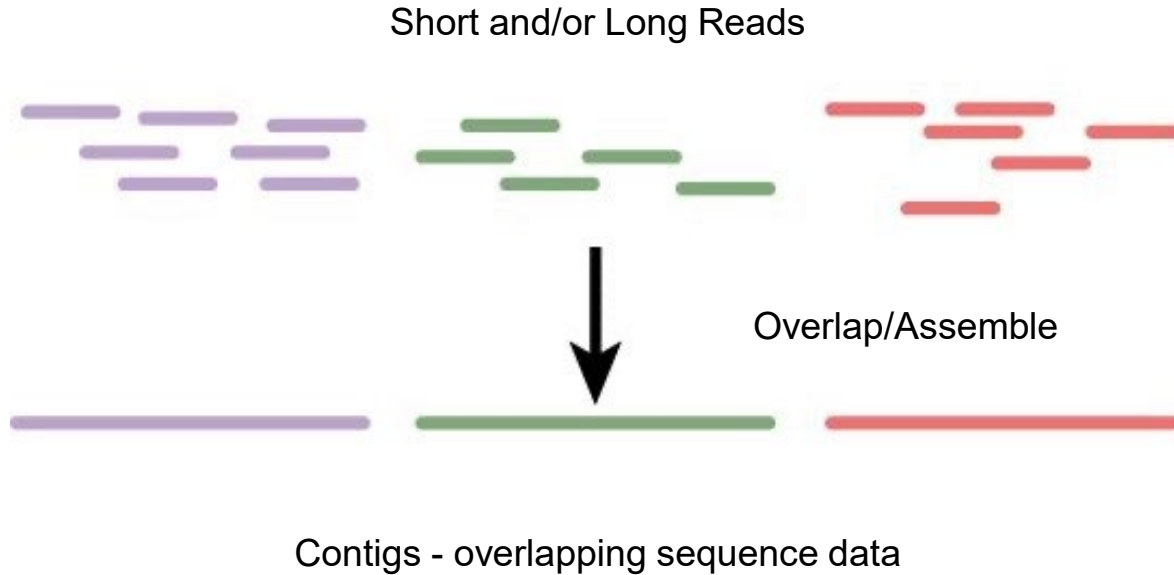 Short and/or Long Reads
Overlap/Assemble
Contigs - overlapping sequence data